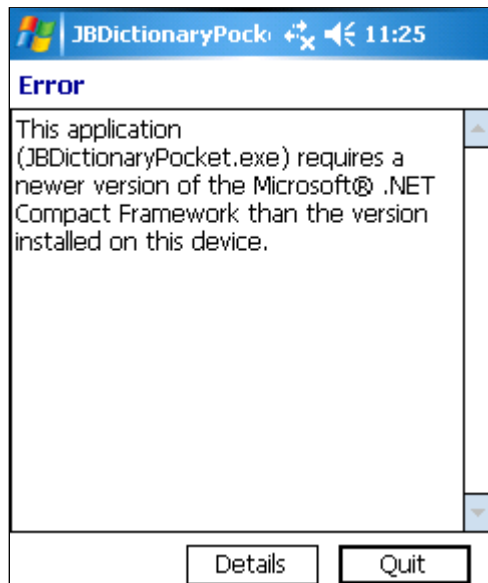 JBDictionaryPock 11:25
Error
This application
(JBDictionaryPocket.exe) requires a
newer version of the Microsoft® .NET
Compact Framework than the version
installed on this device.
Details Quit